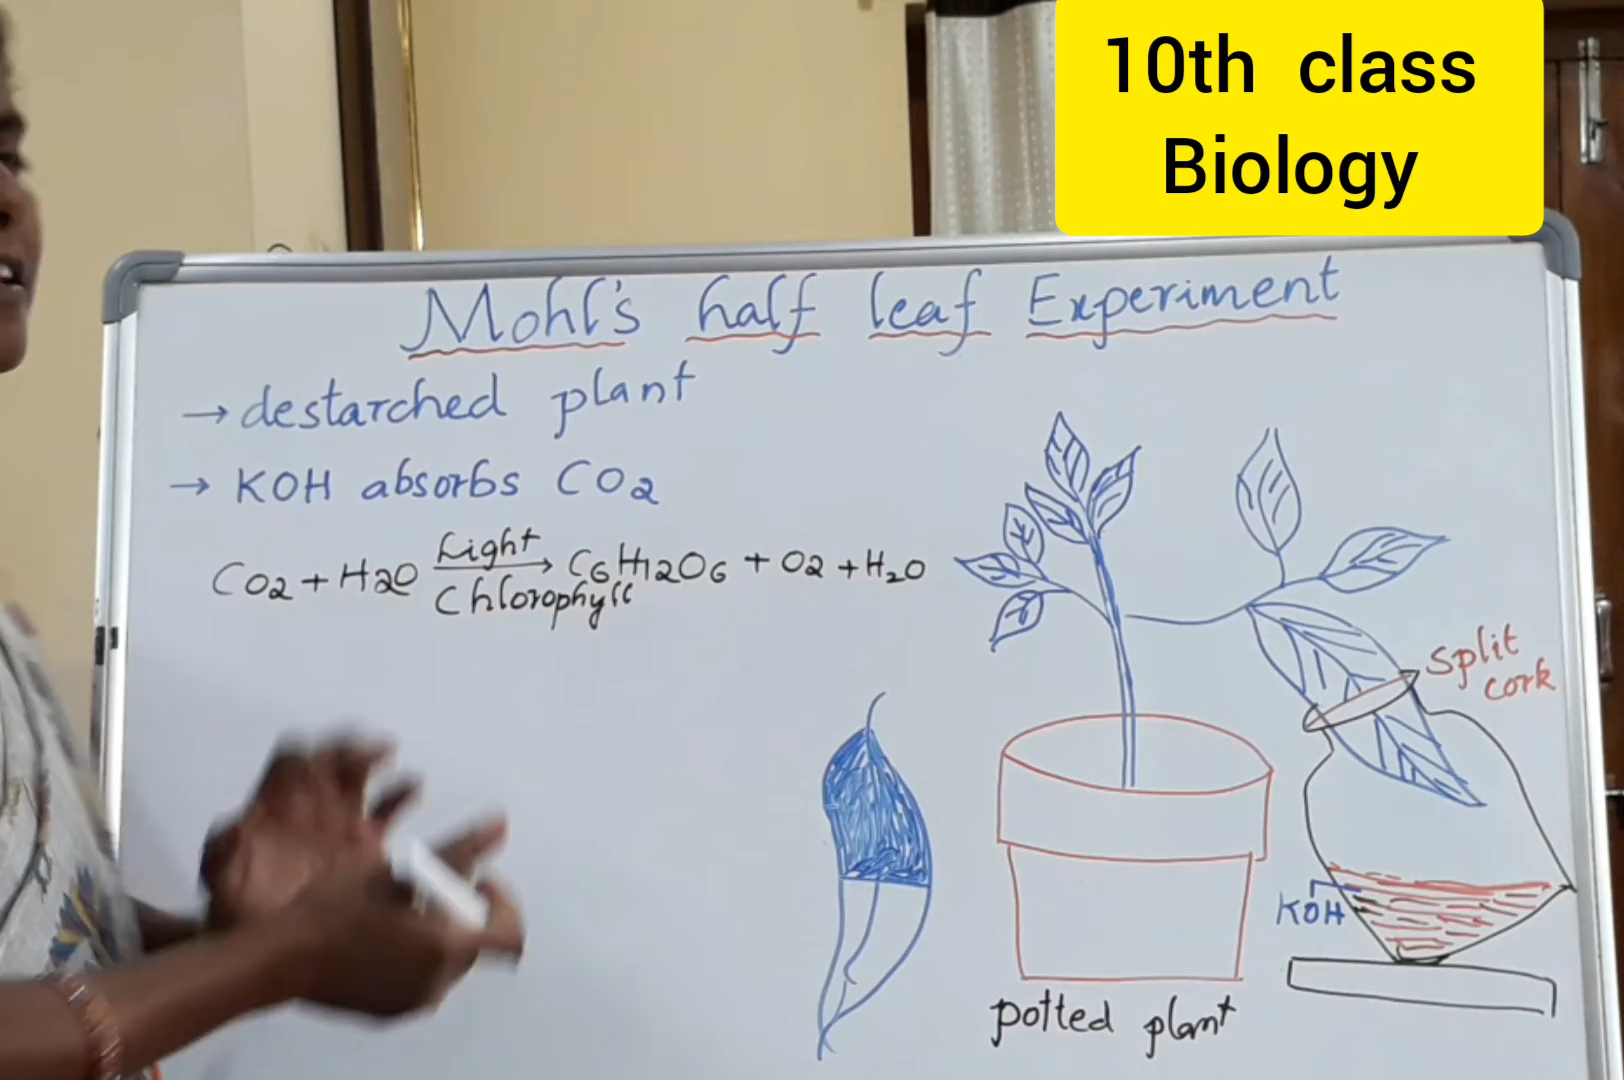 10th class
Biology
Mohl's half leaf Experiment
→ destarched plant
→ KOH absorbs CO2
Light
CO2 + H2O → C6H12O6 + O2 + H2O
Chlorophyll
Split
cork
KOH
potted plant